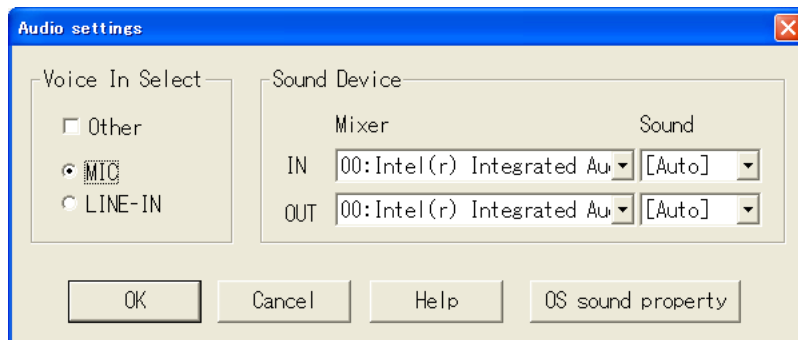 Audio settings
Voice In Select
Other
MIC
LINE-IN
Sound Device
Mixer Sound
IN 00:Intel(r) Integrated Au [Auto]
OUT 00:Intel(r) Integrated Au [Auto]
OK Cancel Help OS sound property